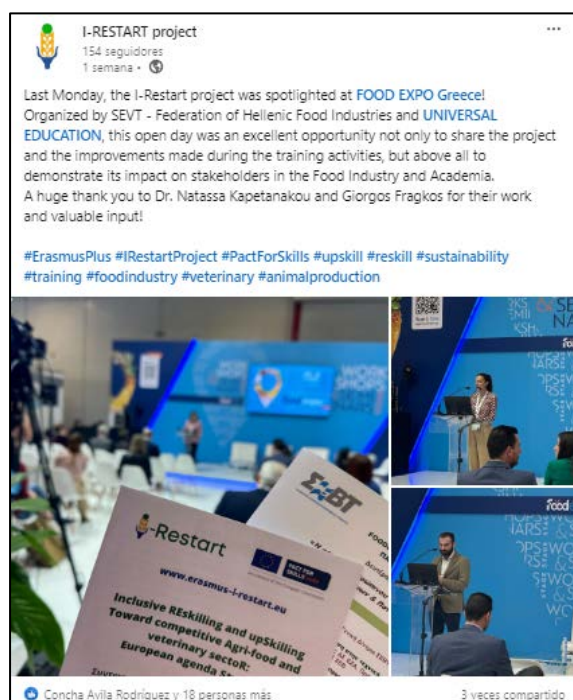 I-RESTART project
154 seguidores
1 semana •
Last Monday, the I-Restart project was spotlighted at FOOD EXPO Greece!
Organized by SEVT - Federation of Hellenic Food Industries and UNIVERSAL
EDUCATION, this open day was an excellent opportunity not only to share the project
and the improvements made during the training activities, but above all to
demonstrate its impact on stakeholders in the Food Industry and Academia.
A huge thank you to Dr. Natassa Kapetanakou and Giorgos Fragkos for their work
and valuable input!
#ErasmusPlus #IRestartProject #PactForSkills #upskill #reskill #sustainability
#training #foodindustry #veterinary #animalproduction
WORK
SHOPS
ΣΕΒΤ
I-Restart
PACT FOR
SKILLS
www.erasmus-i-restart.eu
Inclusive REskilling and upSkilling
Toward competitive Agri-food and
veterinary sectoR:
European agenda
food
food
Concha Avila Rodríguez y 18 personas más
3 veces compartido